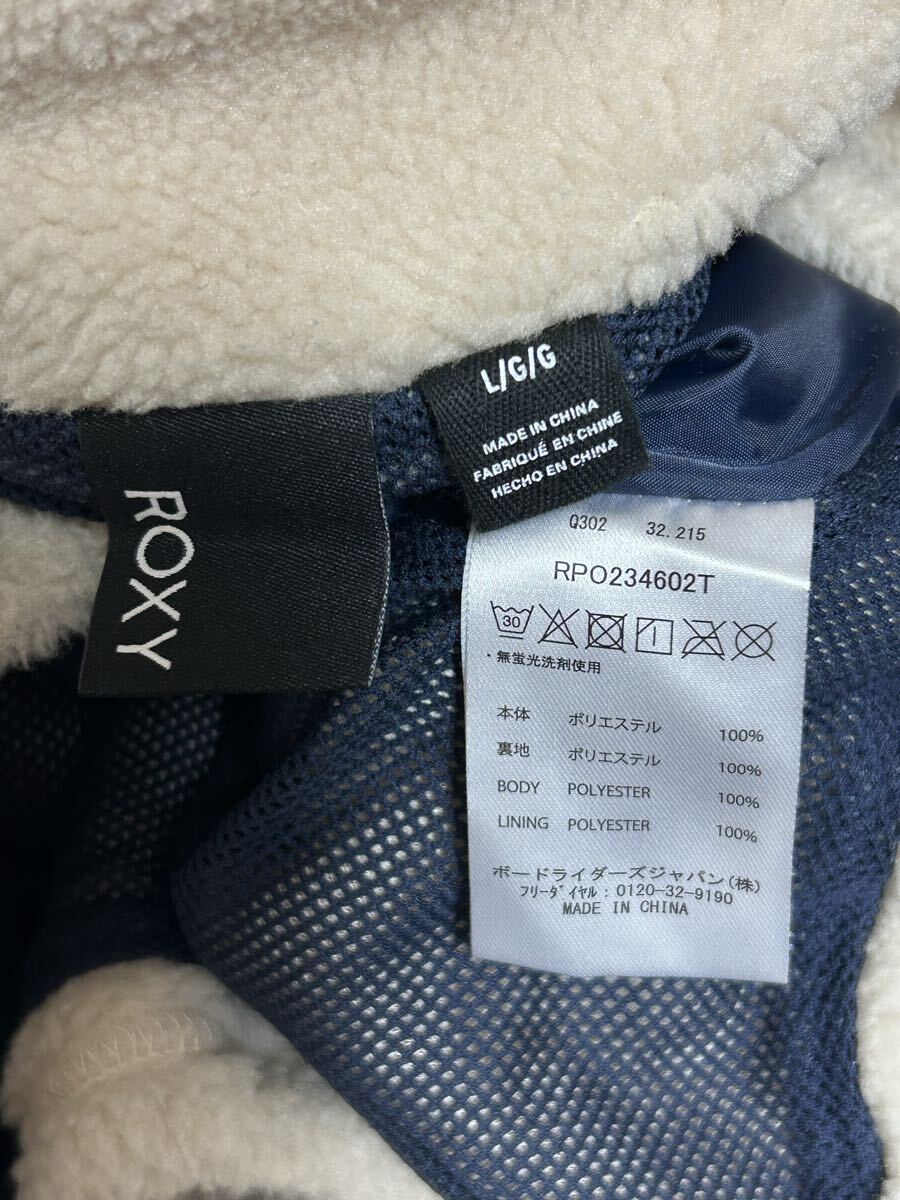 ROXY
L/G/G
MADE IN CHINA
FABRIQUÉ EN CHINE
HECHO EN CHINA
Q302 32.215
RPO234602T
30
・無蛍光洗剤使用
本体 ポリエステル 100%
裏地 ポリエステル 100%
BODY POLYESTER 100%
LINING POLYESTER 100%
ボードライダーズジャパン(株)
フリーダイヤル：0120-32-9190
MADE IN CHINA